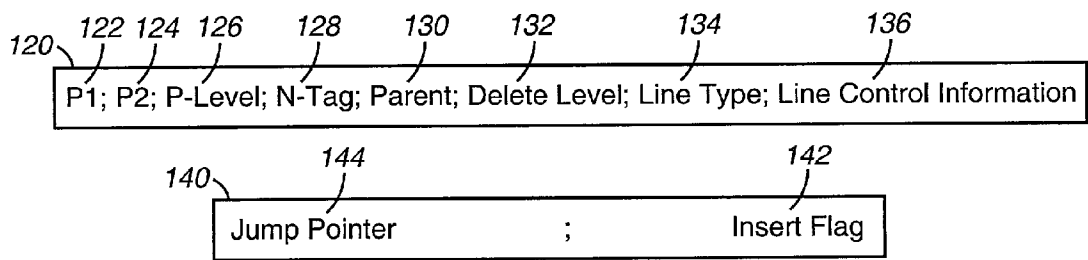 122 124 126 128 130 132 134 136
120
P1; P2; P-Level; N-Tag; Parent; Delete Level; Line Type; Line Control Information
144 142
140
Jump Pointer ; Insert Flag